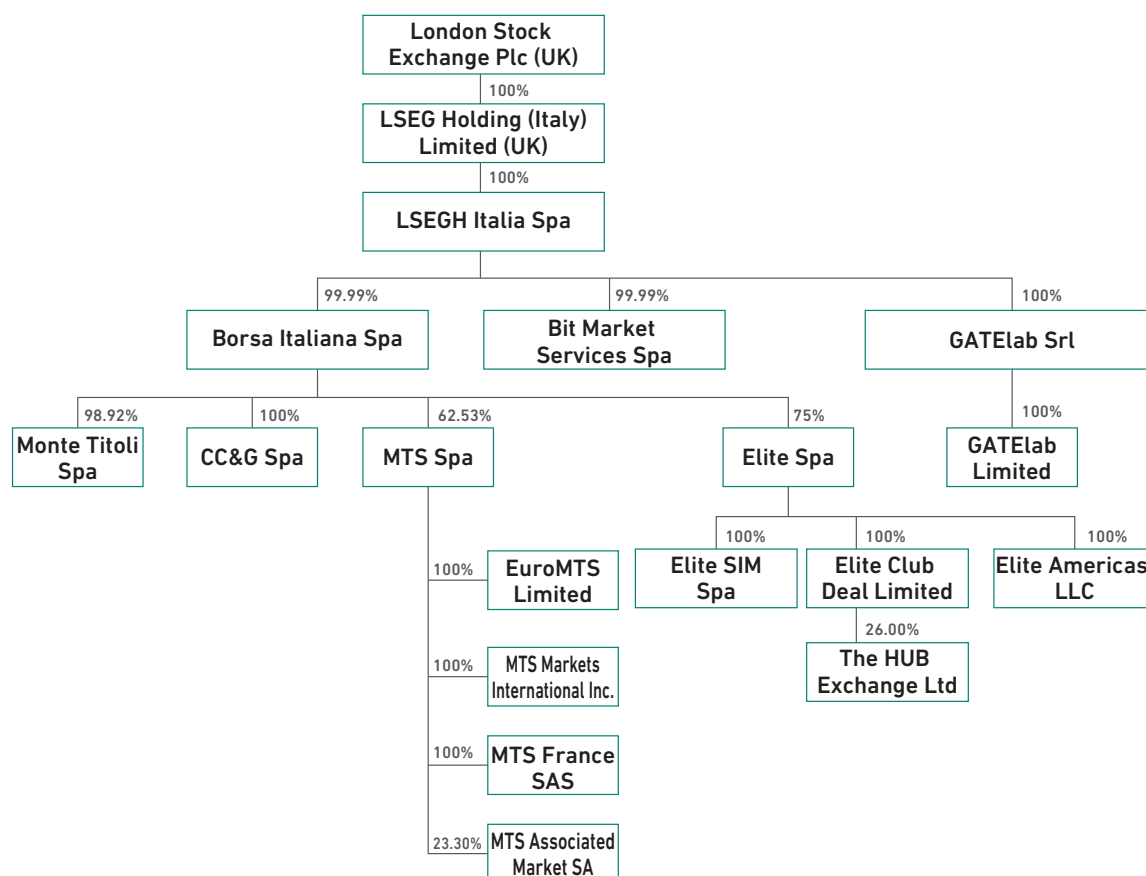 London Stock
Exchange Plc (UK)
100%
LSEG Holding (Italy)
Limited (UK)
100%
LSEGH Italia Spa
99.99%
99.99%
100%
Borsa Italiana Spa
Bit Market
Services Spa
GATElab Srl
98.92%
100%
62.53%
75%
100%
Monte Titoli
Spa
CC&G Spa
MTS Spa
Elite Spa
GATElab
Limited
100%
100%
100%
100%
EuroMTS
Limited
Elite SIM
Spa
Elite Club
Deal Limited
Elite Americas
LLC
26.00%
100%
MTS Markets
International Inc.
The HUB
Exchange Ltd
100%
MTS France
SAS
23.30%
MTS Associated
Market SA